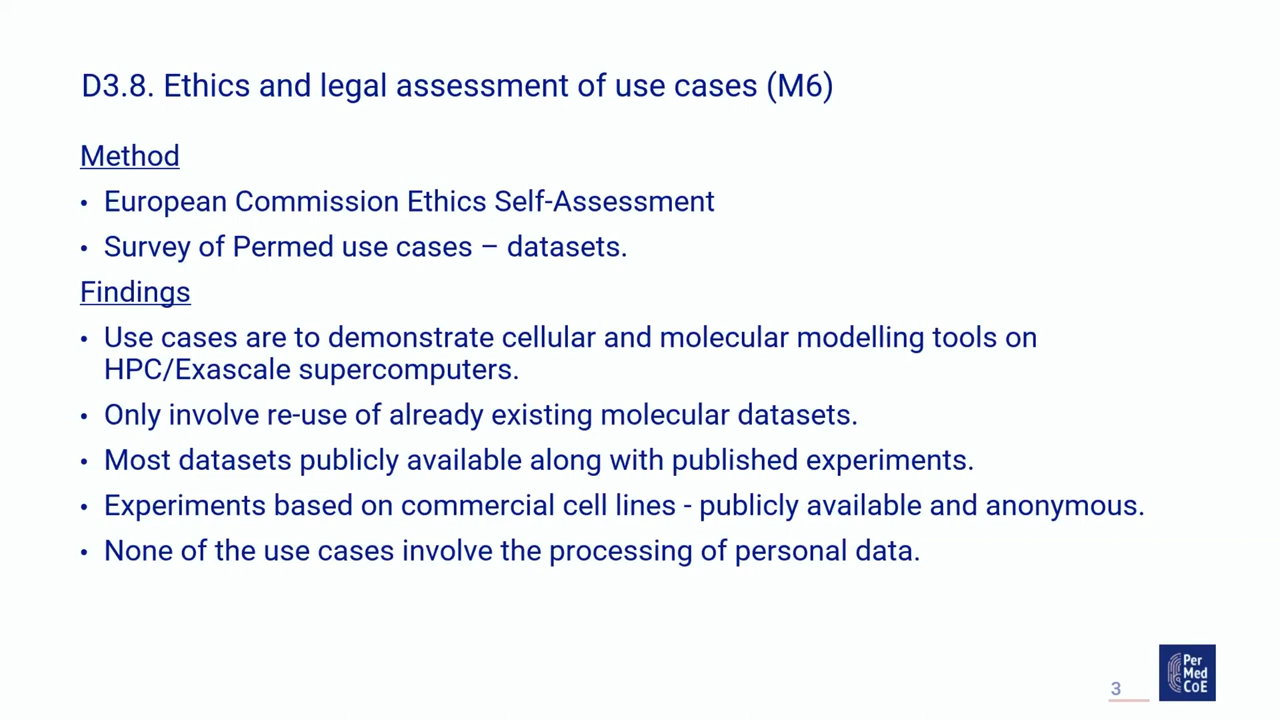 D3.8. Ethics and legal assessment of use cases (M6)
Method
• European Commission Ethics Self-Assessment
• Survey of Permed use cases – datasets.
Findings
• Use cases are to demonstrate cellular and molecular modelling tools on
HPC/Exascale supercomputers.
• Only involve re-use of already existing molecular datasets.
• Most datasets publicly available along with published experiments.
• Experiments based on commercial cell lines - publicly available and anonymous.
• None of the use cases involve the processing of personal data.
3
Per
Med
CoE